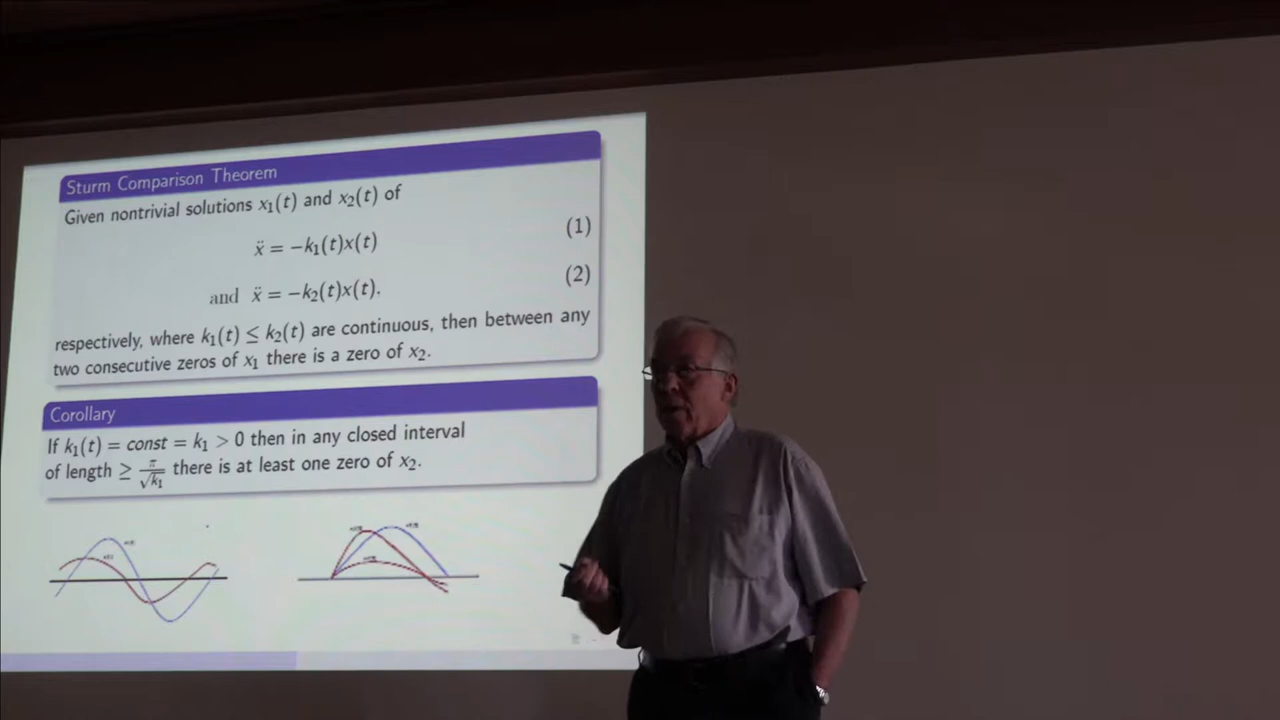 Sturm Comparison Theorem
Given nontrivial solutions x₁(t) and x₂(t) of
ẍ = −k₁(t)x(t) (1)
and ẍ = −k₂(t)x(t). (2)
respectively, where k₁(t) ≤ k₂(t) are continuous, then between any
two consecutive zeros of x₁ there is a zero of x₂.
Corollary
If k₁(t) = const = k₁ > 0 then in any closed interval
of length ≥ π/√k₁ there is at least one zero of x₂.